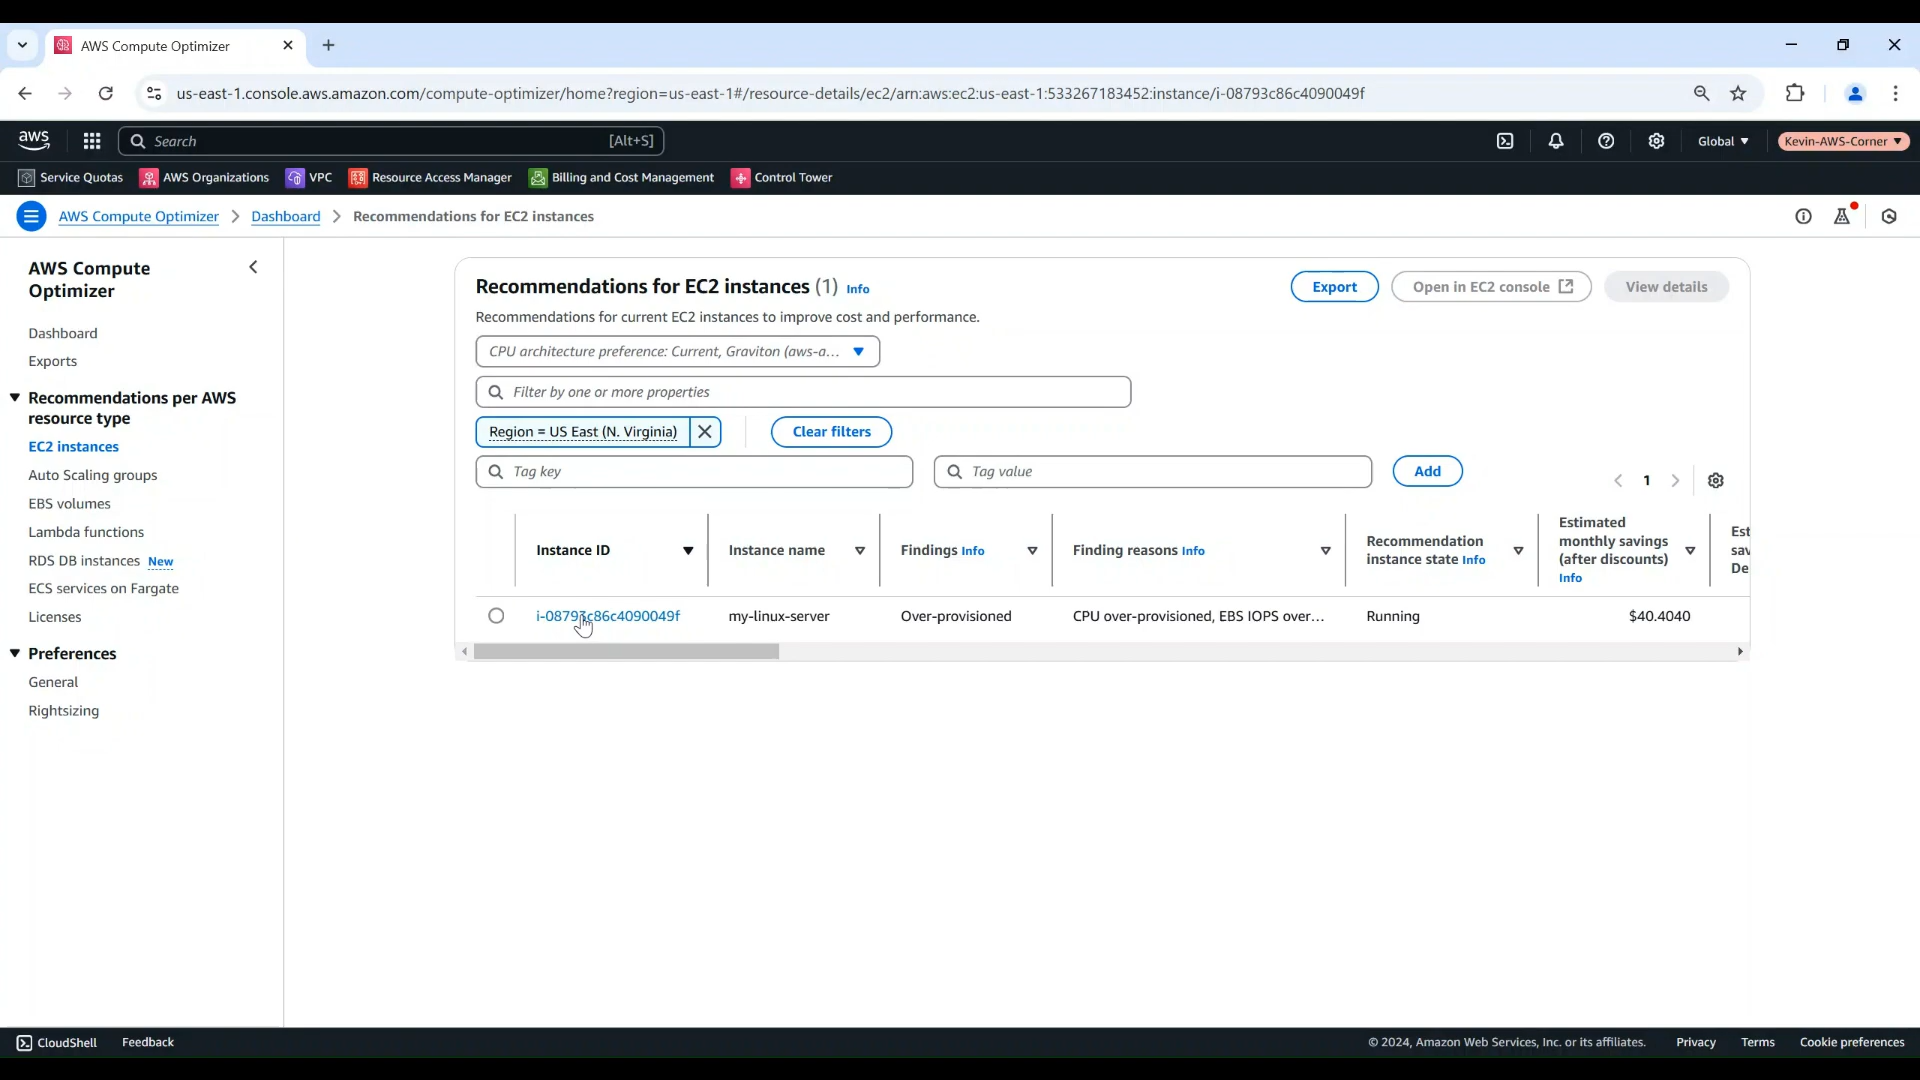 AWS Compute Optimizer
us-east-1.console.aws.amazon.com/compute-optimizer/home?region=us-east-1#/resource-details/ec2/arn:aws:ec2:us-east-1:533267183452:instance/i-08793c86c4090049f
aws
Search
[Alt+S]
Global
Kevin-AWS-Corner
Service Quotas
AWS Organizations
VPC
Resource Access Manager
Billing and Cost Management
Control Tower
AWS Compute Optimizer
Dashboard
Recommendations for EC2 instances
AWS Compute
Optimizer
Dashboard
Exports
Recommendations per AWS
resource type
EC2 instances
Auto Scaling groups
EBS volumes
Lambda functions
RDS DB instances New
ECS services on Fargate
Licenses
Preferences
General
Rightsizing
Recommendations for EC2 instances (1) Info
Export
Open in EC2 console
View details
Recommendations for current EC2 instances to improve cost and performance.
CPU architecture preference: Current, Graviton (aws-a...
Filter by one or more properties
Region = US East (N. Virginia)
Clear filters
Tag key
Tag value
Add
1
Instance ID
Instance name
Findings Info
Finding reasons Info
Recommendation
instance state Info
Estimated
monthly savings
(after discounts)
Info
Est
sav
De
i-08793c86c4090049f
my-linux-server
Over-provisioned
CPU over-provisioned, EBS IOPS over...
Running
$40.4040
CloudShell
Feedback
© 2024, Amazon Web Services, Inc. or its affiliates.
Privacy
Terms
Cookie preferences